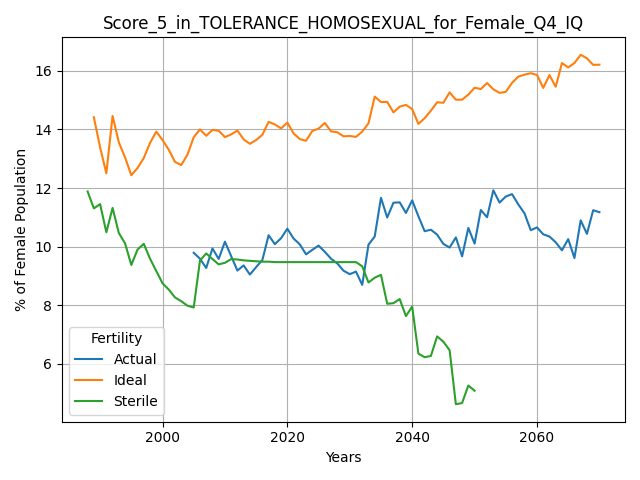 Score_5_in_TOLERANCE_HOMOSEXUAL_for_Female_Q4_IQ
% of Female Population
16
14
12
10
8
6
Fertility
Actual
Ideal
Sterile
2000
2020
2040
2060
Years